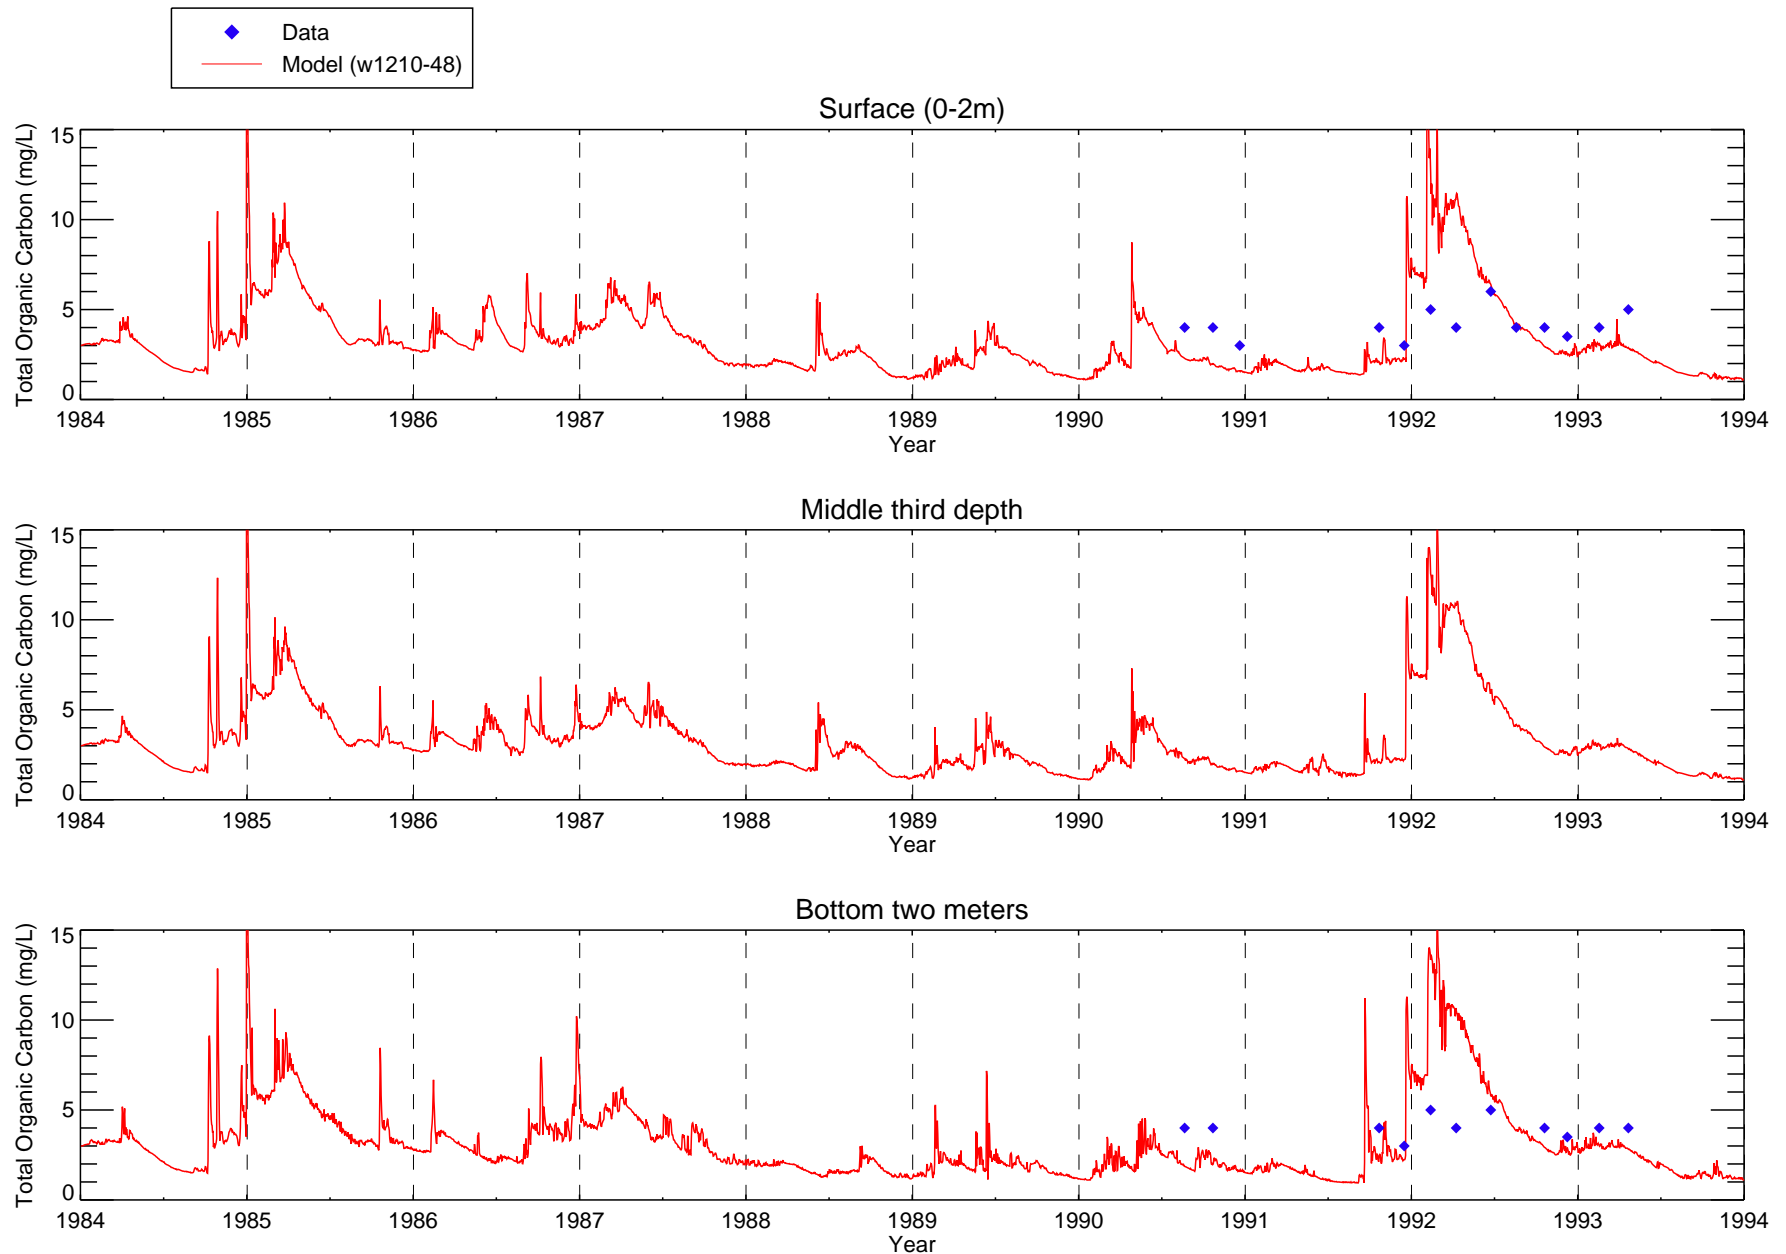 Data
Model (w1210-48)
Surface (0-2m)
Total Organic Carbon (mg/L)
15
10
5
0
1984 1985 1986 1987 1988 1989 1990 1991 1992 1993 1994
Year
Middle third depth
Total Organic Carbon (mg/L)
15
10
5
0
1984 1985 1986 1987 1988 1989 1990 1991 1992 1993 1994
Year
Bottom two meters
Total Organic Carbon (mg/L)
15
10
5
0
1984 1985 1986 1987 1988 1989 1990 1991 1992 1993 1994
Year